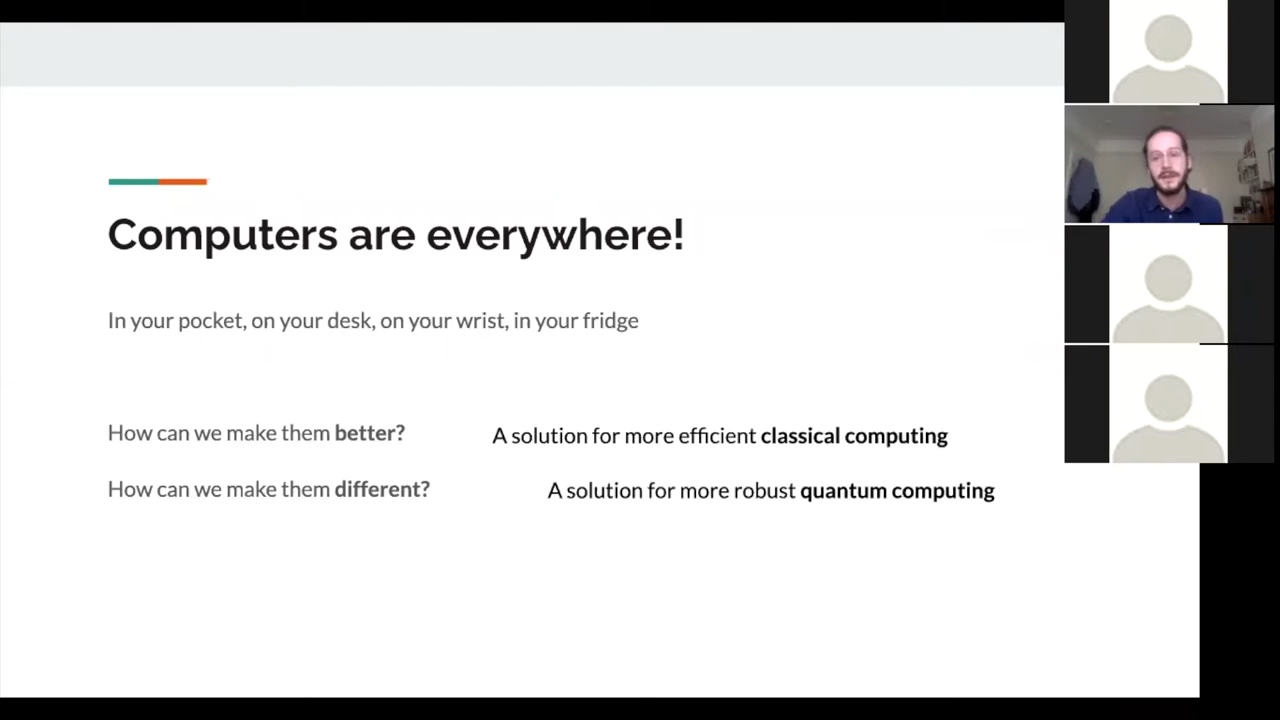 Computers are everywhere!
In your pocket, on your desk, on your wrist, in your fridge
How can we make them better? A solution for more efficient classical computing
How can we make them different? A solution for more robust quantum computing